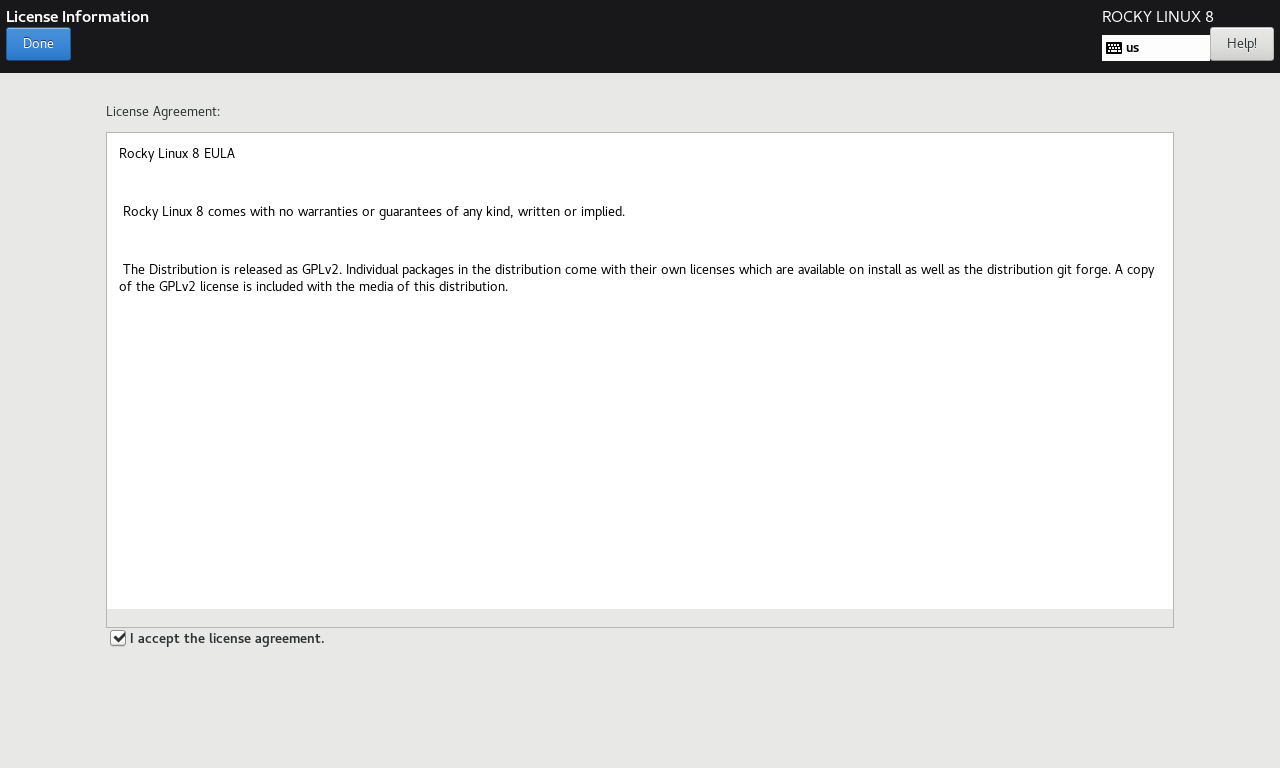 License Information
Done
ROCKY LINUX 8
us
Help!
License Agreement:
Rocky Linux 8 EULA
Rocky Linux 8 comes with no warranties or guarantees of any kind, written or implied.
The Distribution is released as GPLv2. Individual packages in the distribution come with their own licenses which are available on install as well as the distribution git forge. A copy
of the GPLv2 license is included with the media of this distribution.
I accept the license agreement.